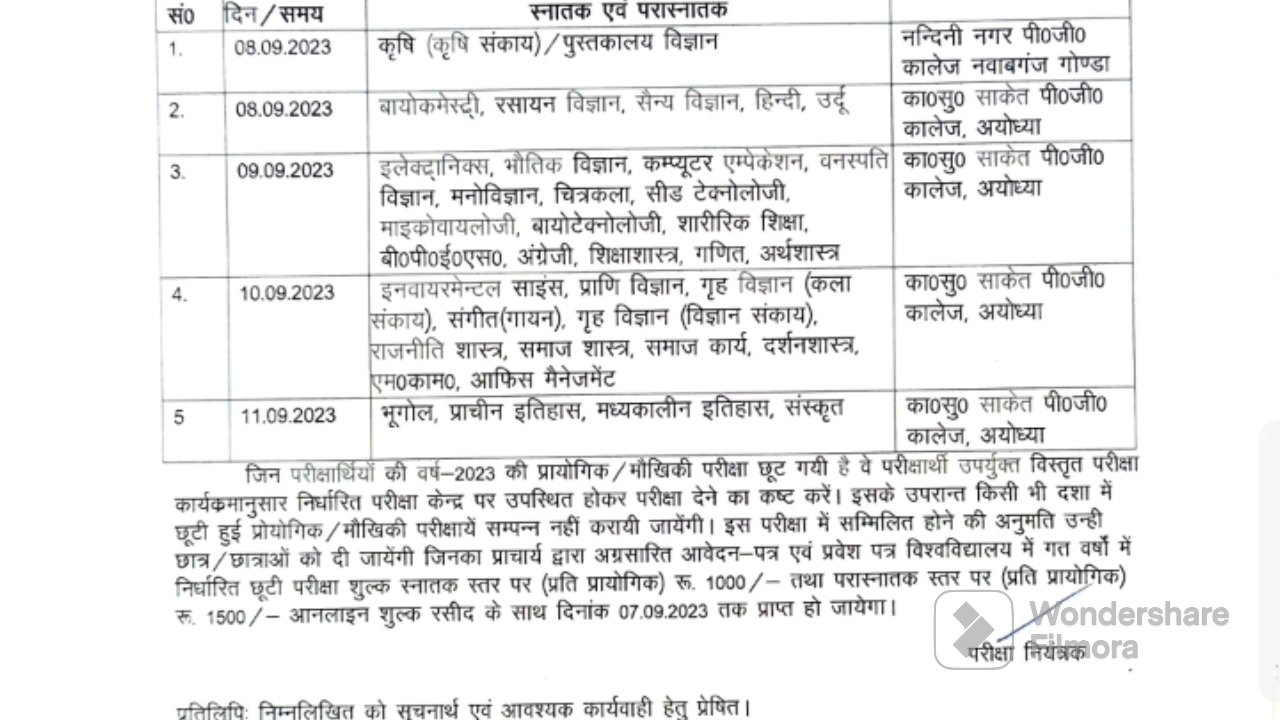 सं0 दिन/समय स्नातक एवं परास्नातक
1. 08.09.2023 कृषि (कृषि संकाय)/पुस्तकालय विज्ञान नन्दिनी नगर पी0जी0
कालेज नवाबगंज गोण्डा
2. 08.09.2023 बायोकमेस्ट्री, रसायन विज्ञान, सैन्य विज्ञान, हिन्दी, उर्दू का0सु0 साकेत पी0जी0
कालेज, अयोध्या
3. 09.09.2023 इलेक्ट्रानिक्स, भौतिक विज्ञान, कम्प्यूटर एम्पेकेशन, वनस्पति का0सु0 साकेत पी0जी0
विज्ञान, मनोविज्ञान, चित्रकला, सीड टेक्नोलोजी, कालेज, अयोध्या
माइकोवायलोजी, बायोटेक्नोलोजी, शारीरिक शिक्षा,
बी0पी0ई0एस0, अंग्रेजी, शिक्षाशास्त्र, गणित, अर्थशास्त्र
4. 10.09.2023 इनवायरमेन्टल साइंस, प्राणि विज्ञान, गृह विज्ञान (कला का0सु0 साकेत पी0जी0
संकाय), संगीत(गायन), गृह विज्ञान (विज्ञान संकाय), कालेज, अयोध्या
राजनीति शास्त्र, समाज शास्त्र, समाज कार्य, दर्शनशास्त्र,
एम0काम0, आफिस मैनेजमेंट
5 11.09.2023 भूगोल, प्राचीन इतिहास, मध्यकालीन इतिहास, संस्कृत का0सु0 साकेत पी0जी0
कालेज, अयोध्या
जिन परीक्षार्थियों की वर्ष–2023 की प्रायोगिक/मौखिकी परीक्षा छूट गयी है वे परीक्षार्थी उपर्युक्त विस्तृत परीक्षा
कार्यक्रमानुसार निर्धारित परीक्षा केन्द्र पर उपस्थित होकर परीक्षा देने का कष्ट करें। इसके उपरान्त किसी भी दशा में
छूटी हुई प्रोयोगिक/मौखिकी परीक्षायें सम्पन्न नहीं करायी जायेंगी। इस परीक्षा में सम्मिलित होने की अनुमति उन्ही
छात्र/छात्राओं को दी जायेंगी जिनका प्राचार्य द्वारा अग्रसारित आवेदन–पत्र एवं प्रवेश पत्र विश्वविद्यालय में गत वर्षों में
निर्धारित छूटी परीक्षा शुल्क स्नातक स्तर पर (प्रति प्रायोगिक) रू. 1000/– तथा परास्नातक स्तर पर (प्रति प्रायोगिक)
रू. 1500/– आनलाइन शुल्क रसीद के साथ दिनांक 07.09.2023 तक प्राप्त हो जायेगा।
Wondershare
Filmora
परीक्षा नियंत्रक
प्रतिलिपिः निम्नलिखित को सूचनार्थ एवं आवश्यक कार्यवाही हेतु प्रेषित।